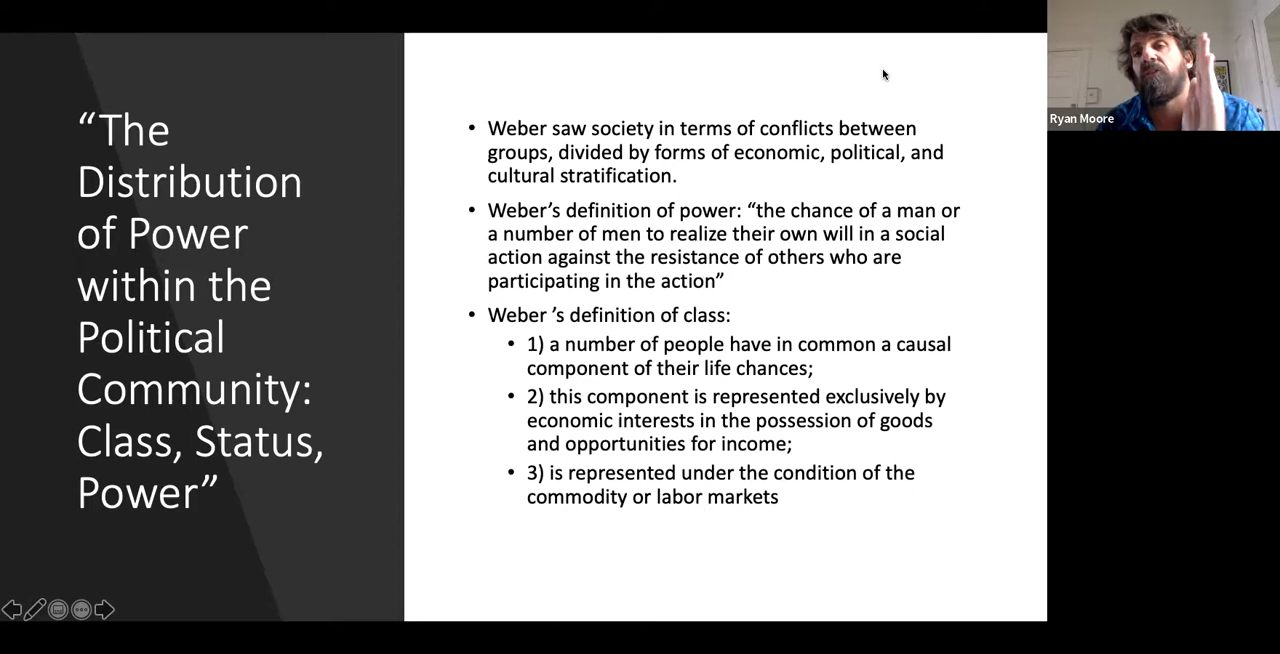 “The
Distribution
of Power
within the
Political
Community:
Class, Status,
Power”
• Weber saw society in terms of conflicts between
groups, divided by forms of economic, political, and
cultural stratification.
• Weber’s definition of power: “the chance of a man or
a number of men to realize their own will in a social
action against the resistance of others who are
participating in the action”
• Weber ’s definition of class:
• 1) a number of people have in common a causal
component of their life chances;
• 2) this component is represented exclusively by
economic interests in the possession of goods
and opportunities for income;
• 3) is represented under the condition of the
commodity or labor markets
Ryan Moore